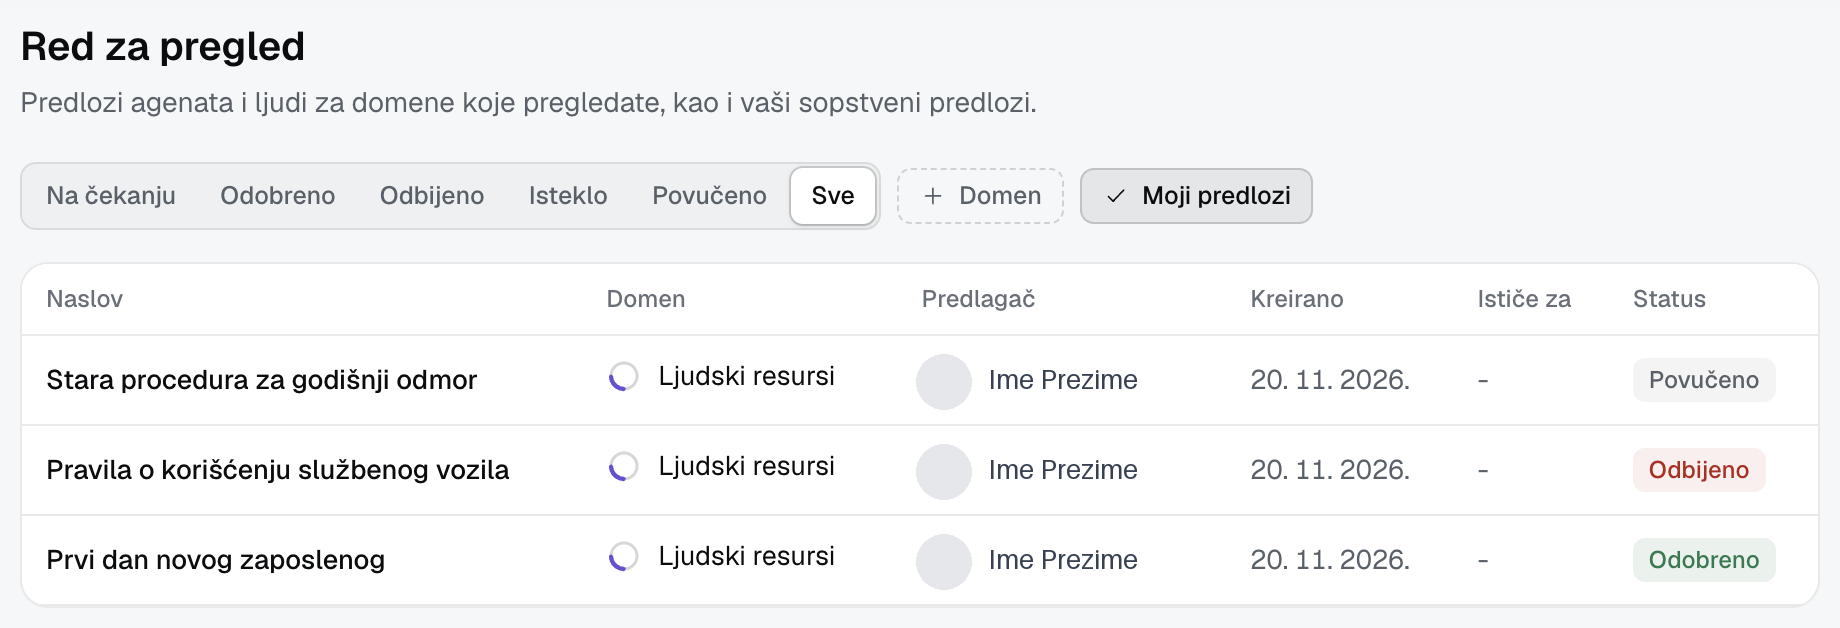 Red za pregled
Predlozi agenata i ljudi za domene koje pregledate, kao i vaši sopstveni predlozi.
Na čekanju Odobreno Odbijeno Isteklo Povučeno Sve + Domen ✓ Moji predlozi
Naslov Domen Predlagač Kreirano Ističe za Status
Stara procedura za godišnji odmor Ljudski resursi Ime Prezime 20. 11. 2026. - Povučeno
Pravila o korišćenju službenog vozila Ljudski resursi Ime Prezime 20. 11. 2026. - Odbijeno
Prvi dan novog zaposlenog Ljudski resursi Ime Prezime 20. 11. 2026. - Odobreno